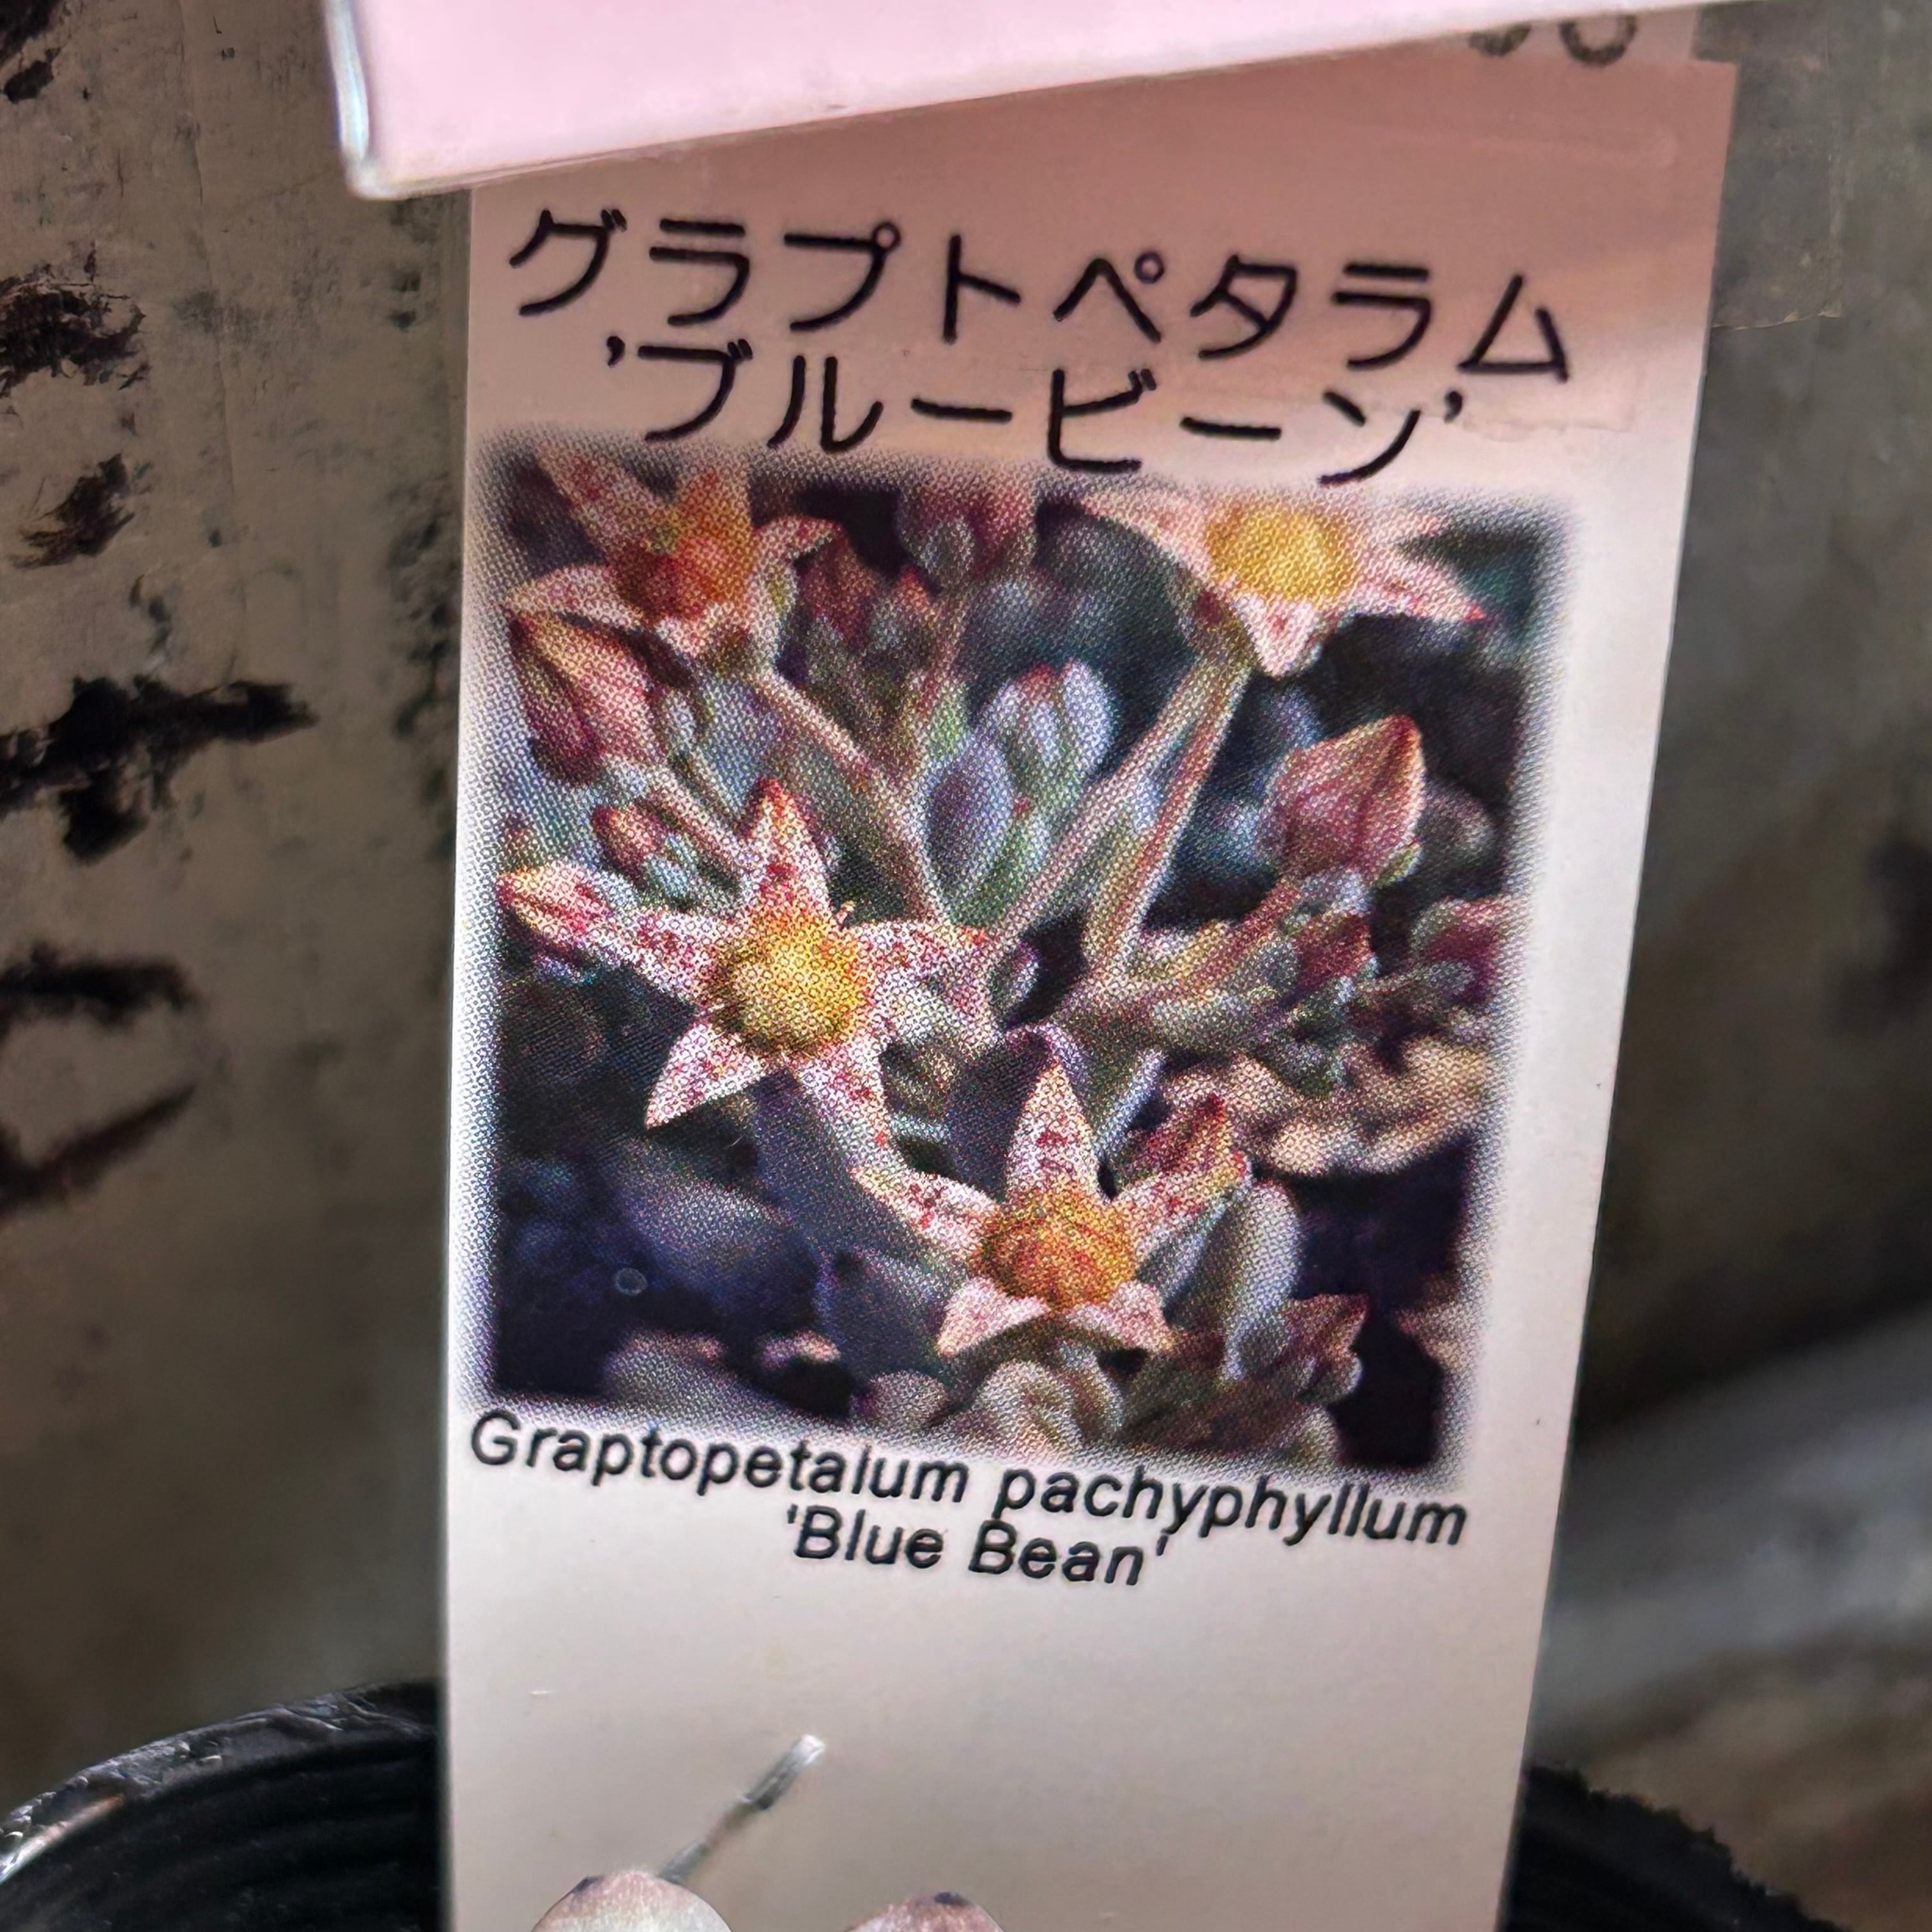 グラプトペタラム
'ブルービーン'
Graptopetalum pachyphyllum
'Blue Bean'